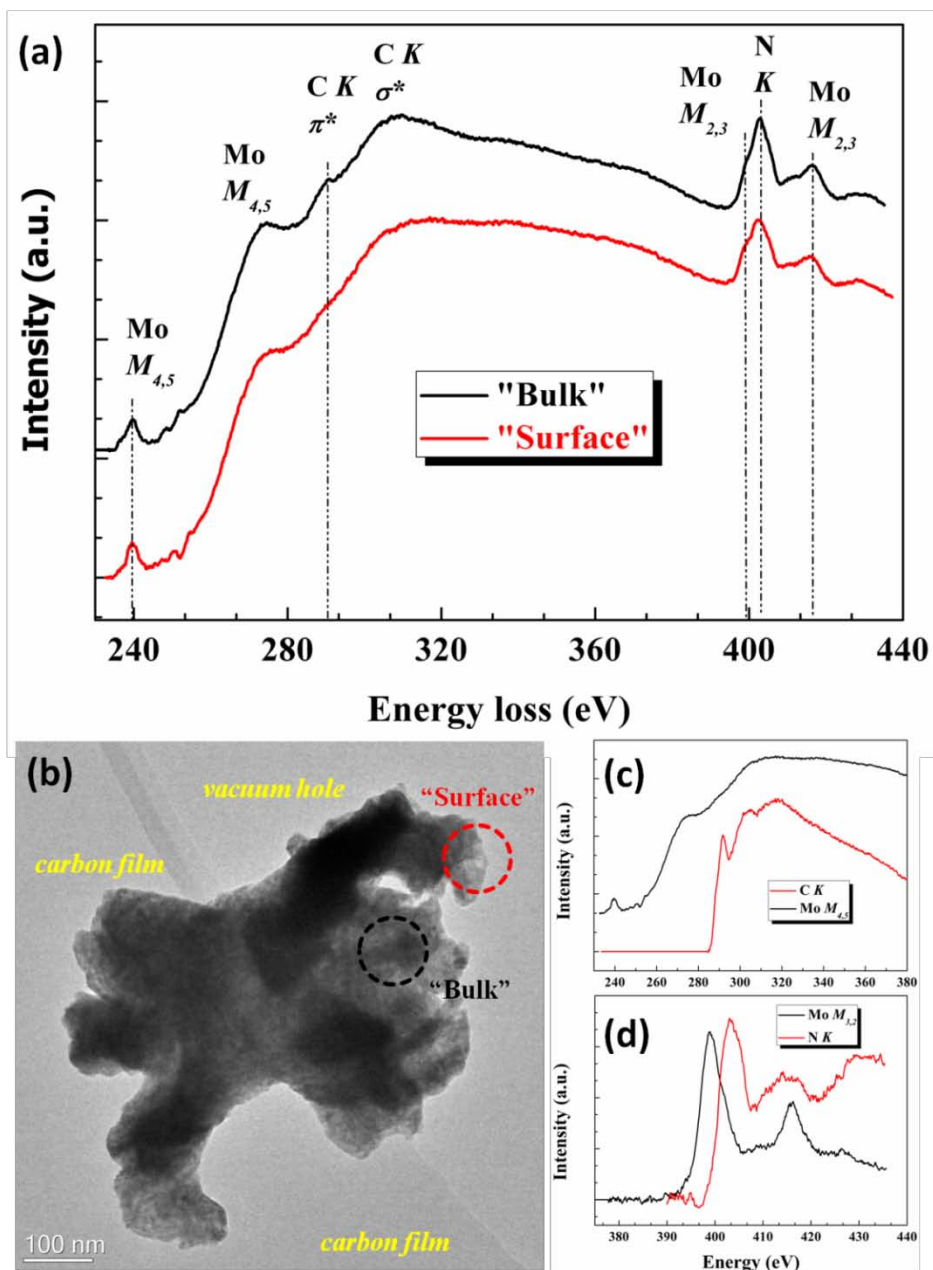 (a)
C K
σ*
C K
π*
N
K
Mo
M2,3
Mo
M2,3
Mo
M4,5
Mo
M4,5
Intensity (a.u.)
"Bulk"
"Surface"
240 280 320 360 400 440
Energy loss (eV)
(b)
vacuum hole
“Surface”
carbon film
“Bulk”
100 nm
carbon film
(c)
Intensity (a.u.)
C K
Mo M4,5
240 260 280 300 320 340 360 380
(d)
Intensity (a.u.)
Mo M3,2
N K
375 380 390 400 410 420 430 440
Energy (eV)